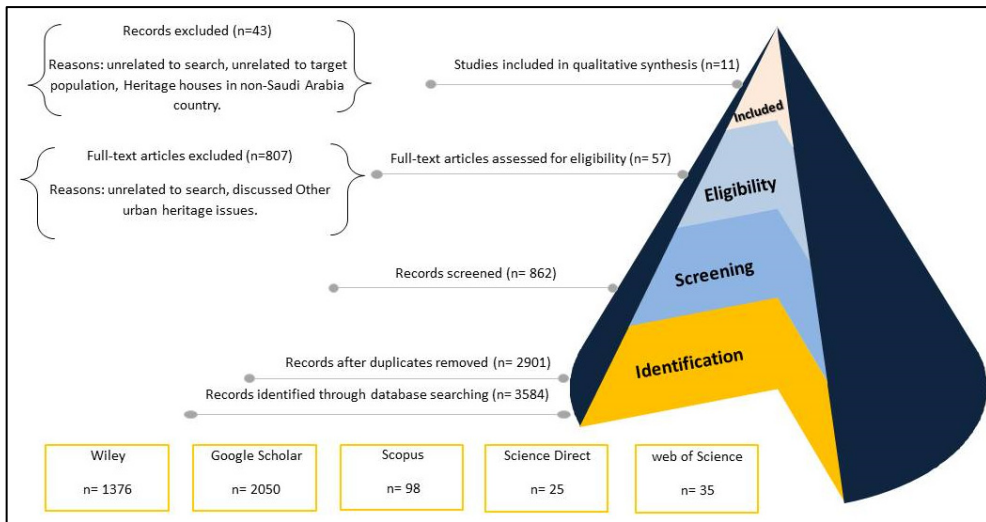 Records excluded (n=43)
Reasons: unrelated to search, unrelated to target
population, Heritage houses in non-Saudi Arabia
country.
Studies included in qualitative synthesis (n=11)
Included
Full-text articles excluded (n=807)
Reasons: unrelated to search, discussed Other
urban heritage issues.
Full-text articles assessed for eligibility (n= 57)
Eligibility
Records screened (n= 862)
Screening
Records after duplicates removed (n= 2901)
Records identified through database searching (n= 3584)
Identification
Wiley
n= 1376
Google Scholar
n= 2050
Scopus
n= 98
Science Direct
n= 25
web of Science
n= 35